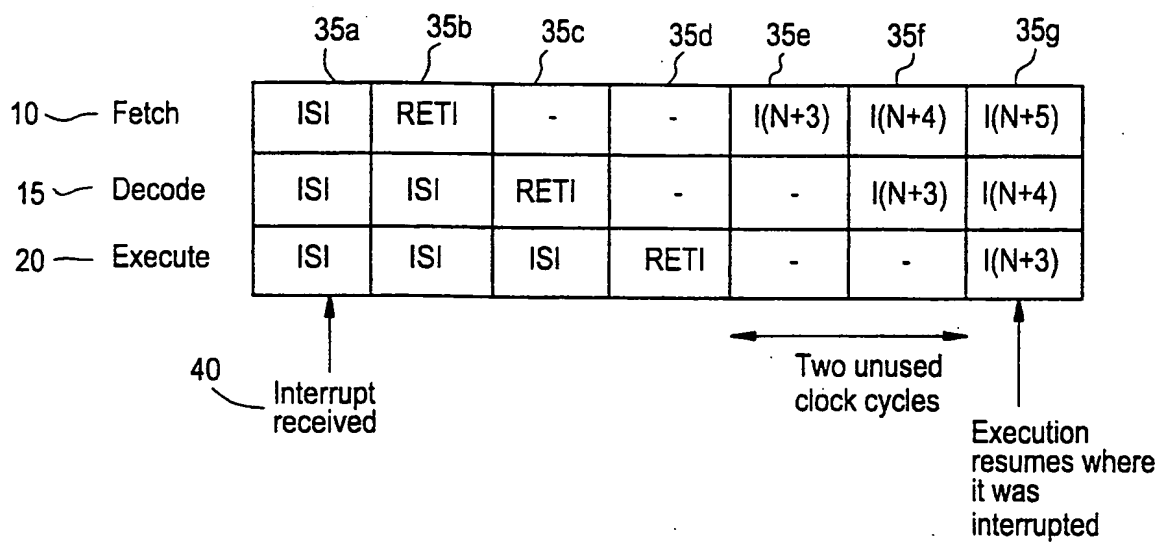 35a 35b 35c 35d 35e 35f 35g
10 Fetch ISI RETI - - I(N+3) I(N+4) I(N+5)
15 Decode ISI ISI RETI - - I(N+3) I(N+4)
20 Execute ISI ISI ISI RETI - - I(N+3)
40
Interrupt
received
Two unused
clock cycles
Execution
resumes where
it was
interrupted